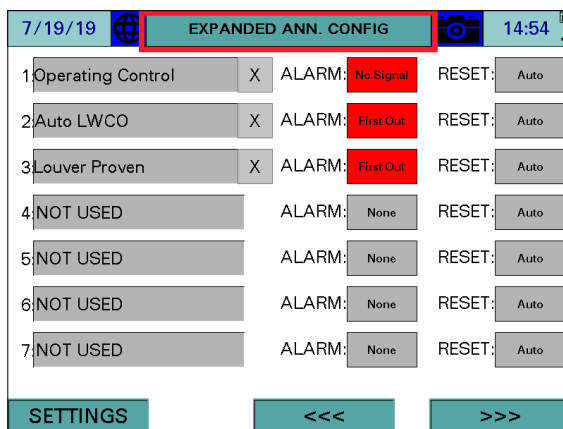 7/19/19 EXPANDED ANN. CONFIG 14:54
1:Operating Control X ALARM: No Signal RESET: Auto
2:Auto LWCO X ALARM: First Out RESET: Auto
3:Louver Proven X ALARM: First Out RESET: Auto
4:NOT USED ALARM: None RESET: Auto
5:NOT USED ALARM: None RESET: Auto
6:NOT USED ALARM: None RESET: Auto
7:NOT USED ALARM: None RESET: Auto
SETTINGS <<< >>>